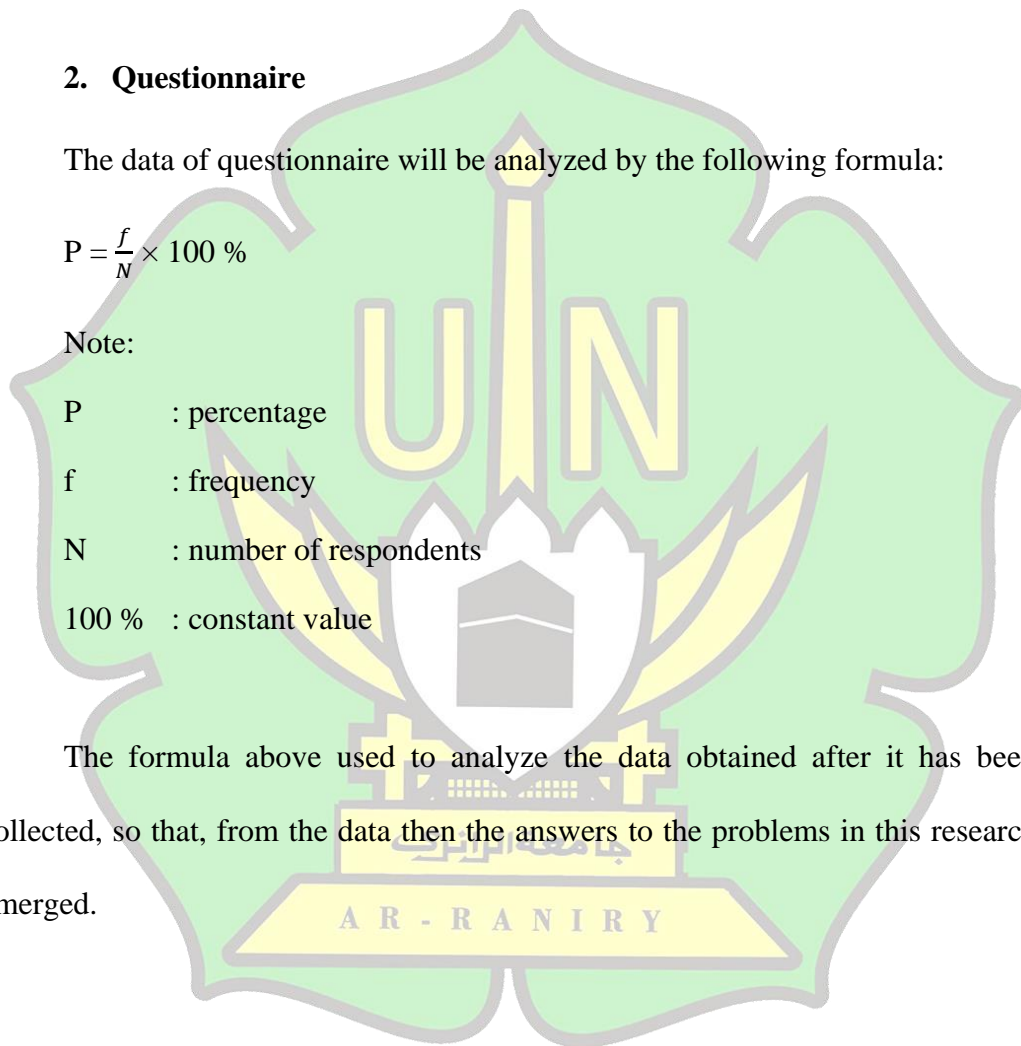 2. Questionnaire
The data of questionnaire will be analyzed by the following formula:
P = f/N × 100 %
Note:
P : percentage
f : frequency
N : number of respondents
100 % : constant value
The formula above used to analyze the data obtained after it has bee
ollected, so that, from the data then the answers to the problems in this researc
merged.
UIN
جامعةالرانري
AR-RANIRY